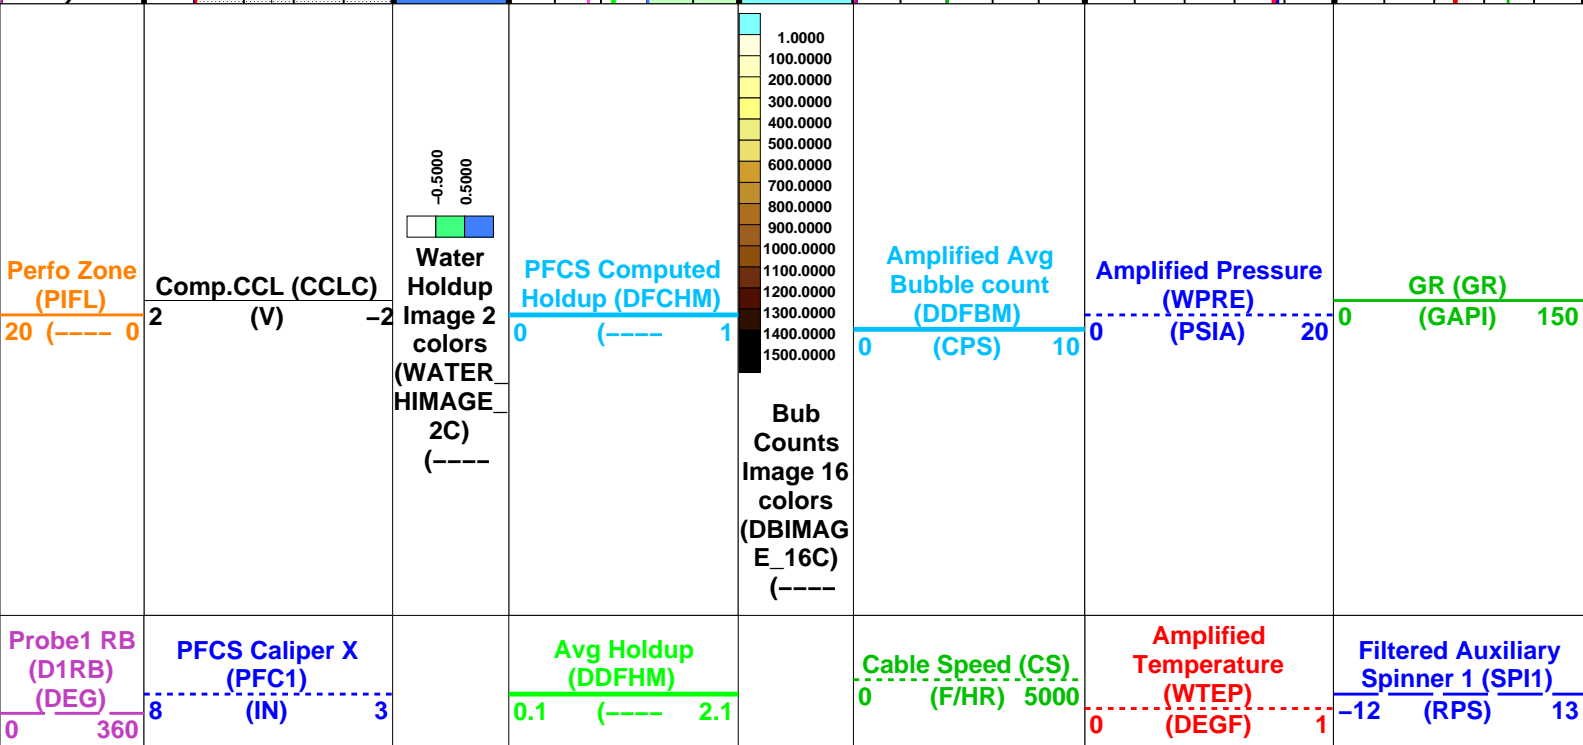 Perfo Zone
(PIFL)
20 (−−−− 0
Comp.CCL (CCLC)
2 (V) −2
−0.5000
0.5000
Water
Holdup
Image 2
colors
(WATER_
HIMAGE_
2C)
(−−−−
PFCS Computed
Holdup (DFCHM)
0 (−−−− 1
1.0000
100.0000
200.0000
300.0000
400.0000
500.0000
600.0000
700.0000
800.0000
900.0000
1000.0000
1100.0000
1200.0000
1300.0000
1400.0000
1500.0000
Bub
Counts
Image 16
colors
(DBIMAG
E_16C)
(−−−−
Amplified Avg
Bubble count
(DDFBM)
0 (CPS) 10
Amplified Pressure
(WPRE)
0 (PSIA) 20
GR (GR)
0 (GAPI) 150
Probe1 RB
(D1RB)
(DEG)
0 360
PFCS Caliper X
(PFC1)
8 (IN) 3
Avg Holdup
(DDFHM)
0.1 (−−−− 2.1
Cable Speed (CS)
0 (F/HR) 5000
Amplified
Temperature
(WTEP)
0 (DEGF) 1
Filtered Auxiliary
Spinner 1 (SPI1)
−12 (RPS) 13